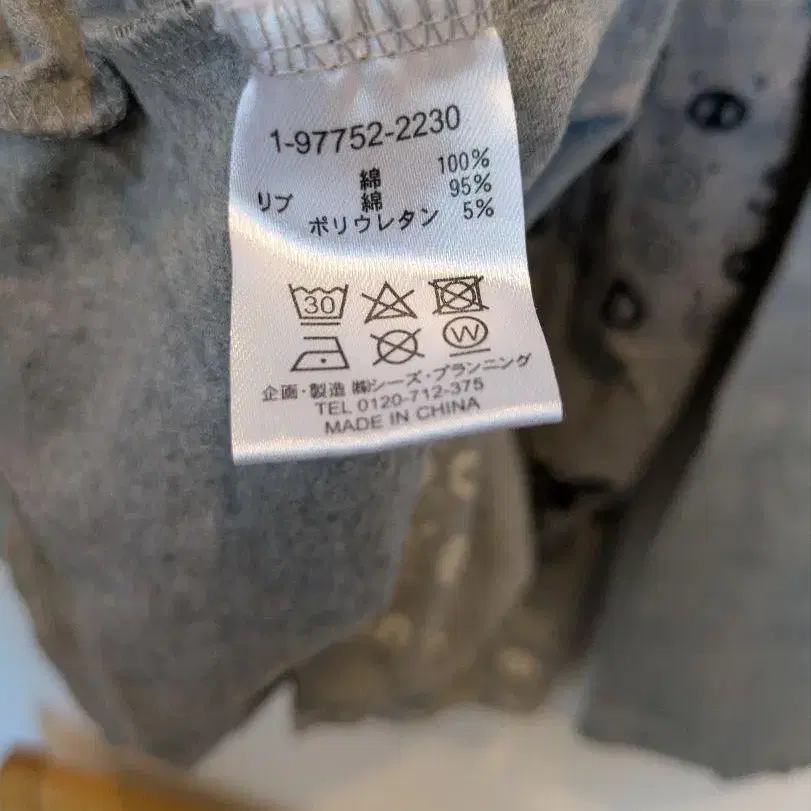 1-97752-2230
綿 100%
リブ 綿 95%
ポリウレタン 5%
30
W
企画・製造 ㈱シーズ・プランニング
TEL 0120-712-375
MADE IN CHINA